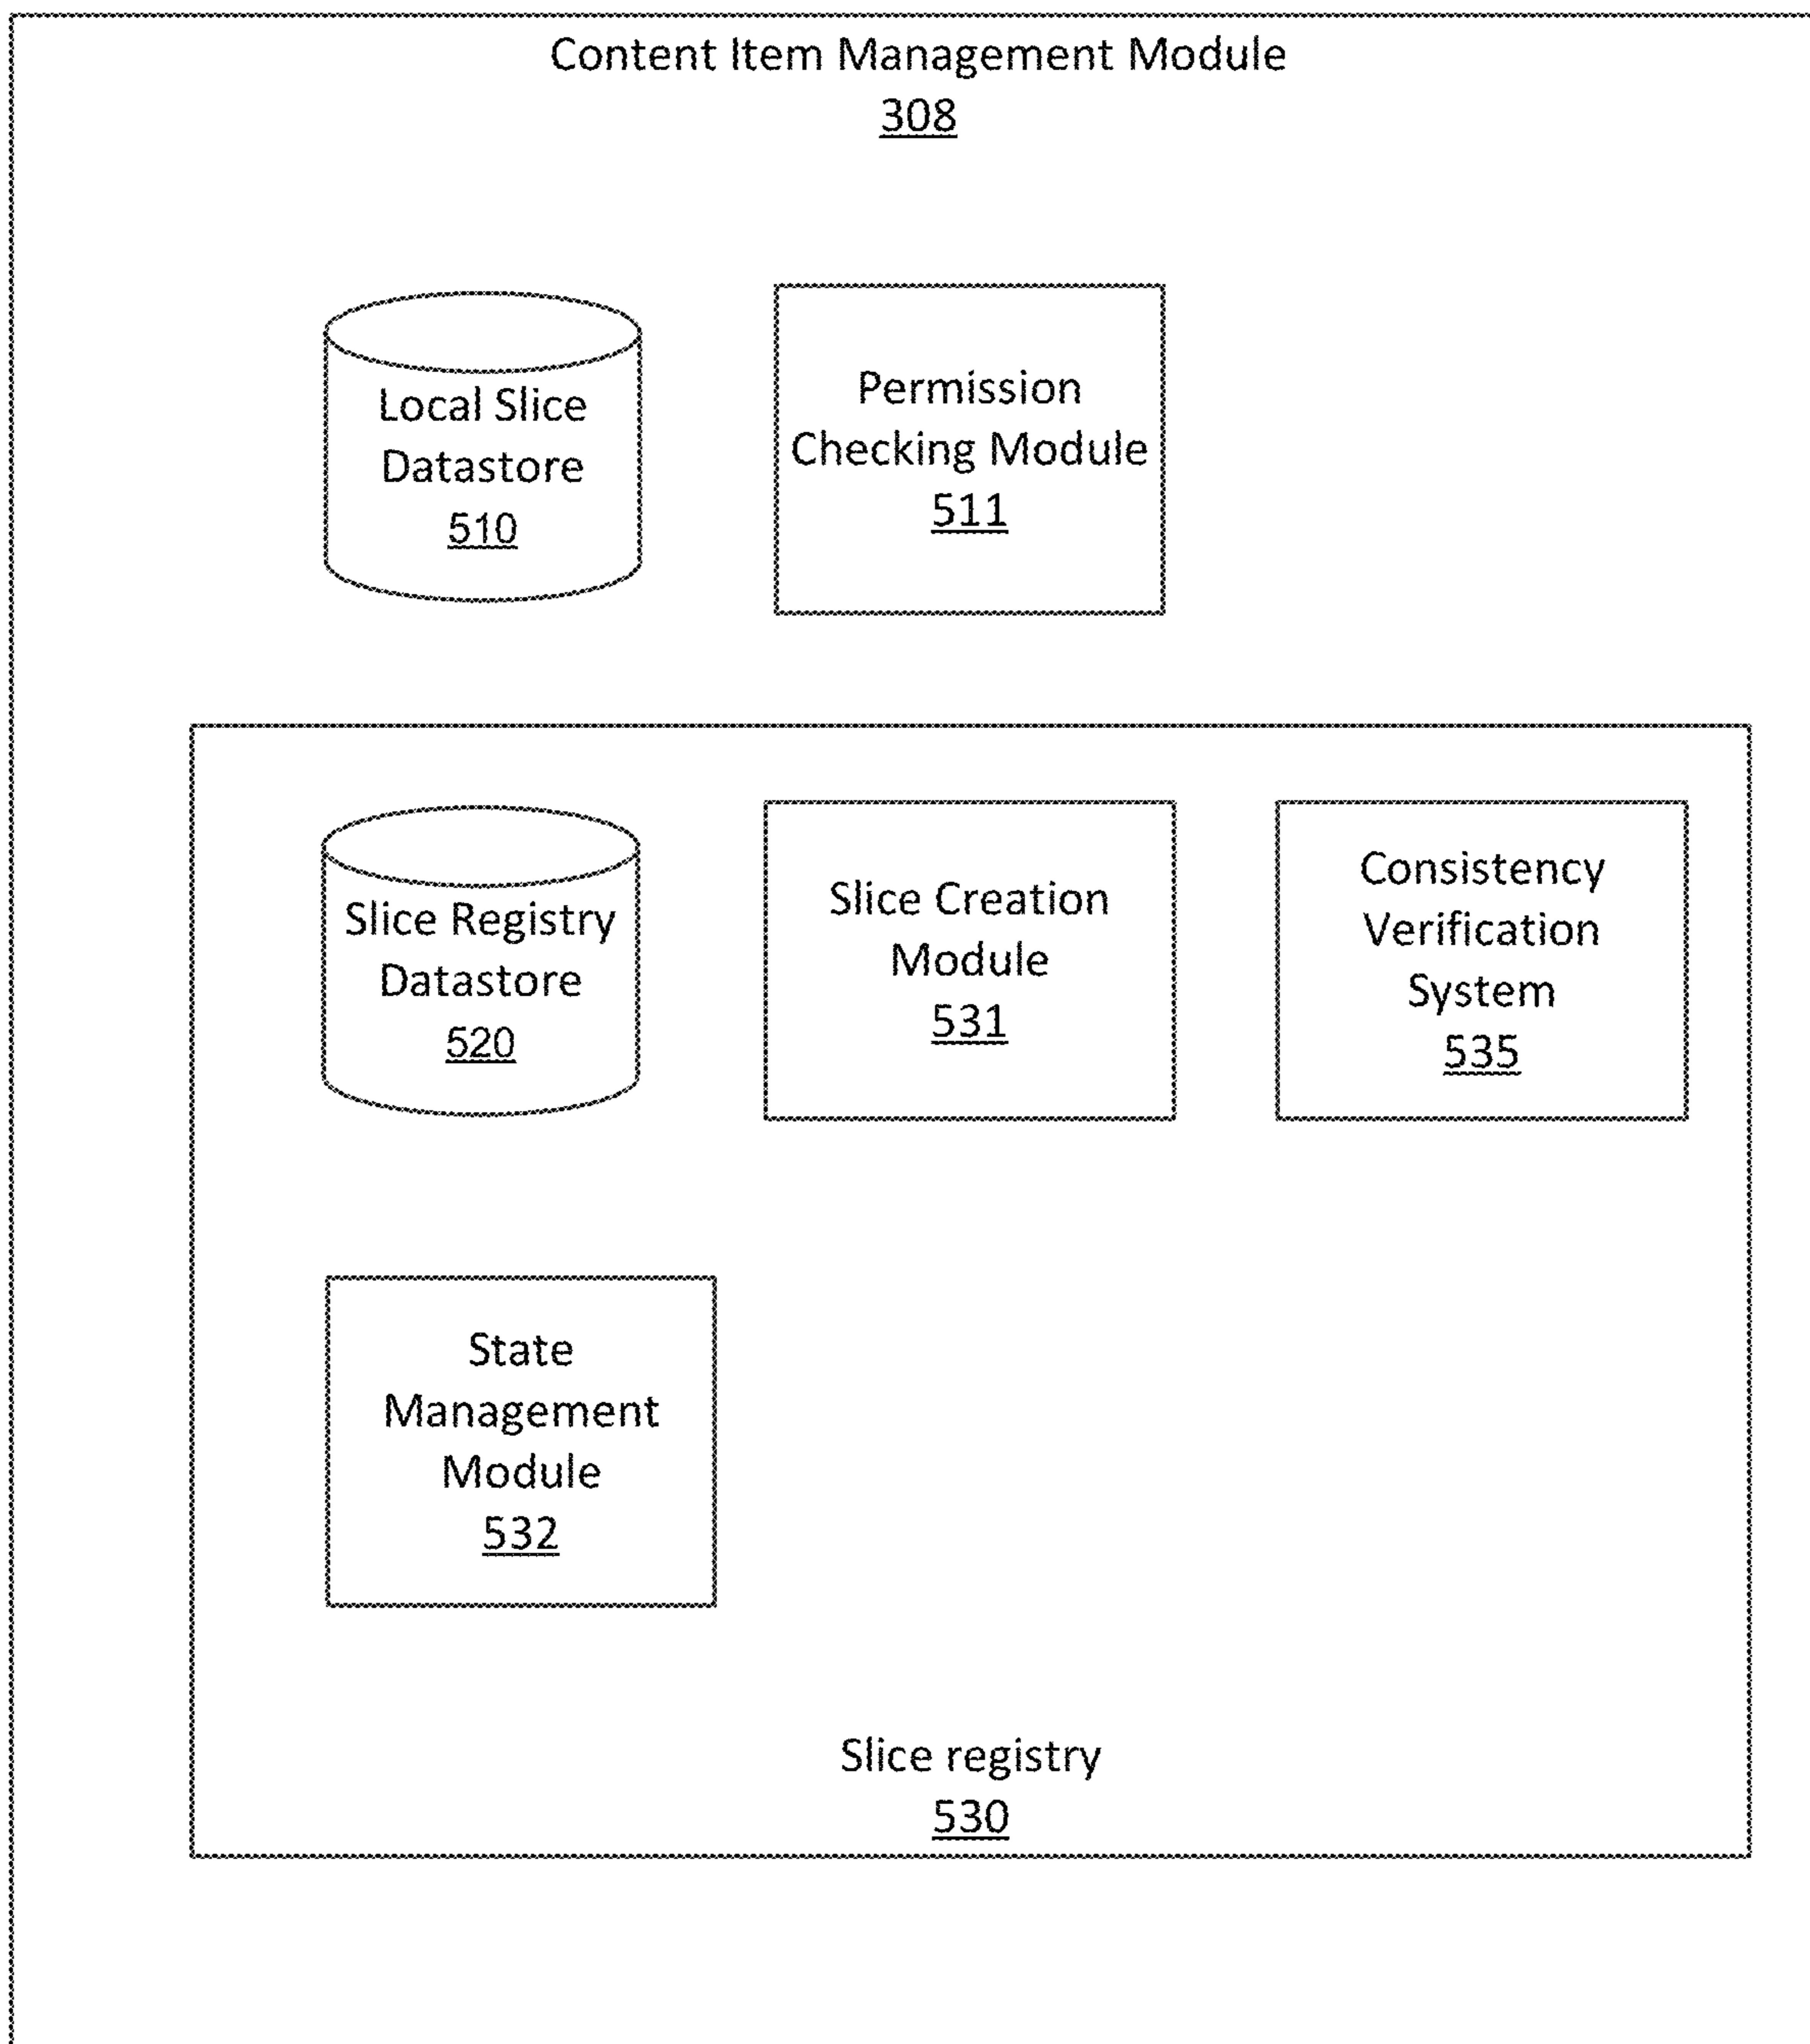 Content Item Management Module
308
Local Slice
Datastore
510
Permission
Checking Module
511
Slice Registry
Datastore
520
Slice Creation
Module
531
Consistency
Verification
System
535
State
Management
Module
532
Slice registry
530